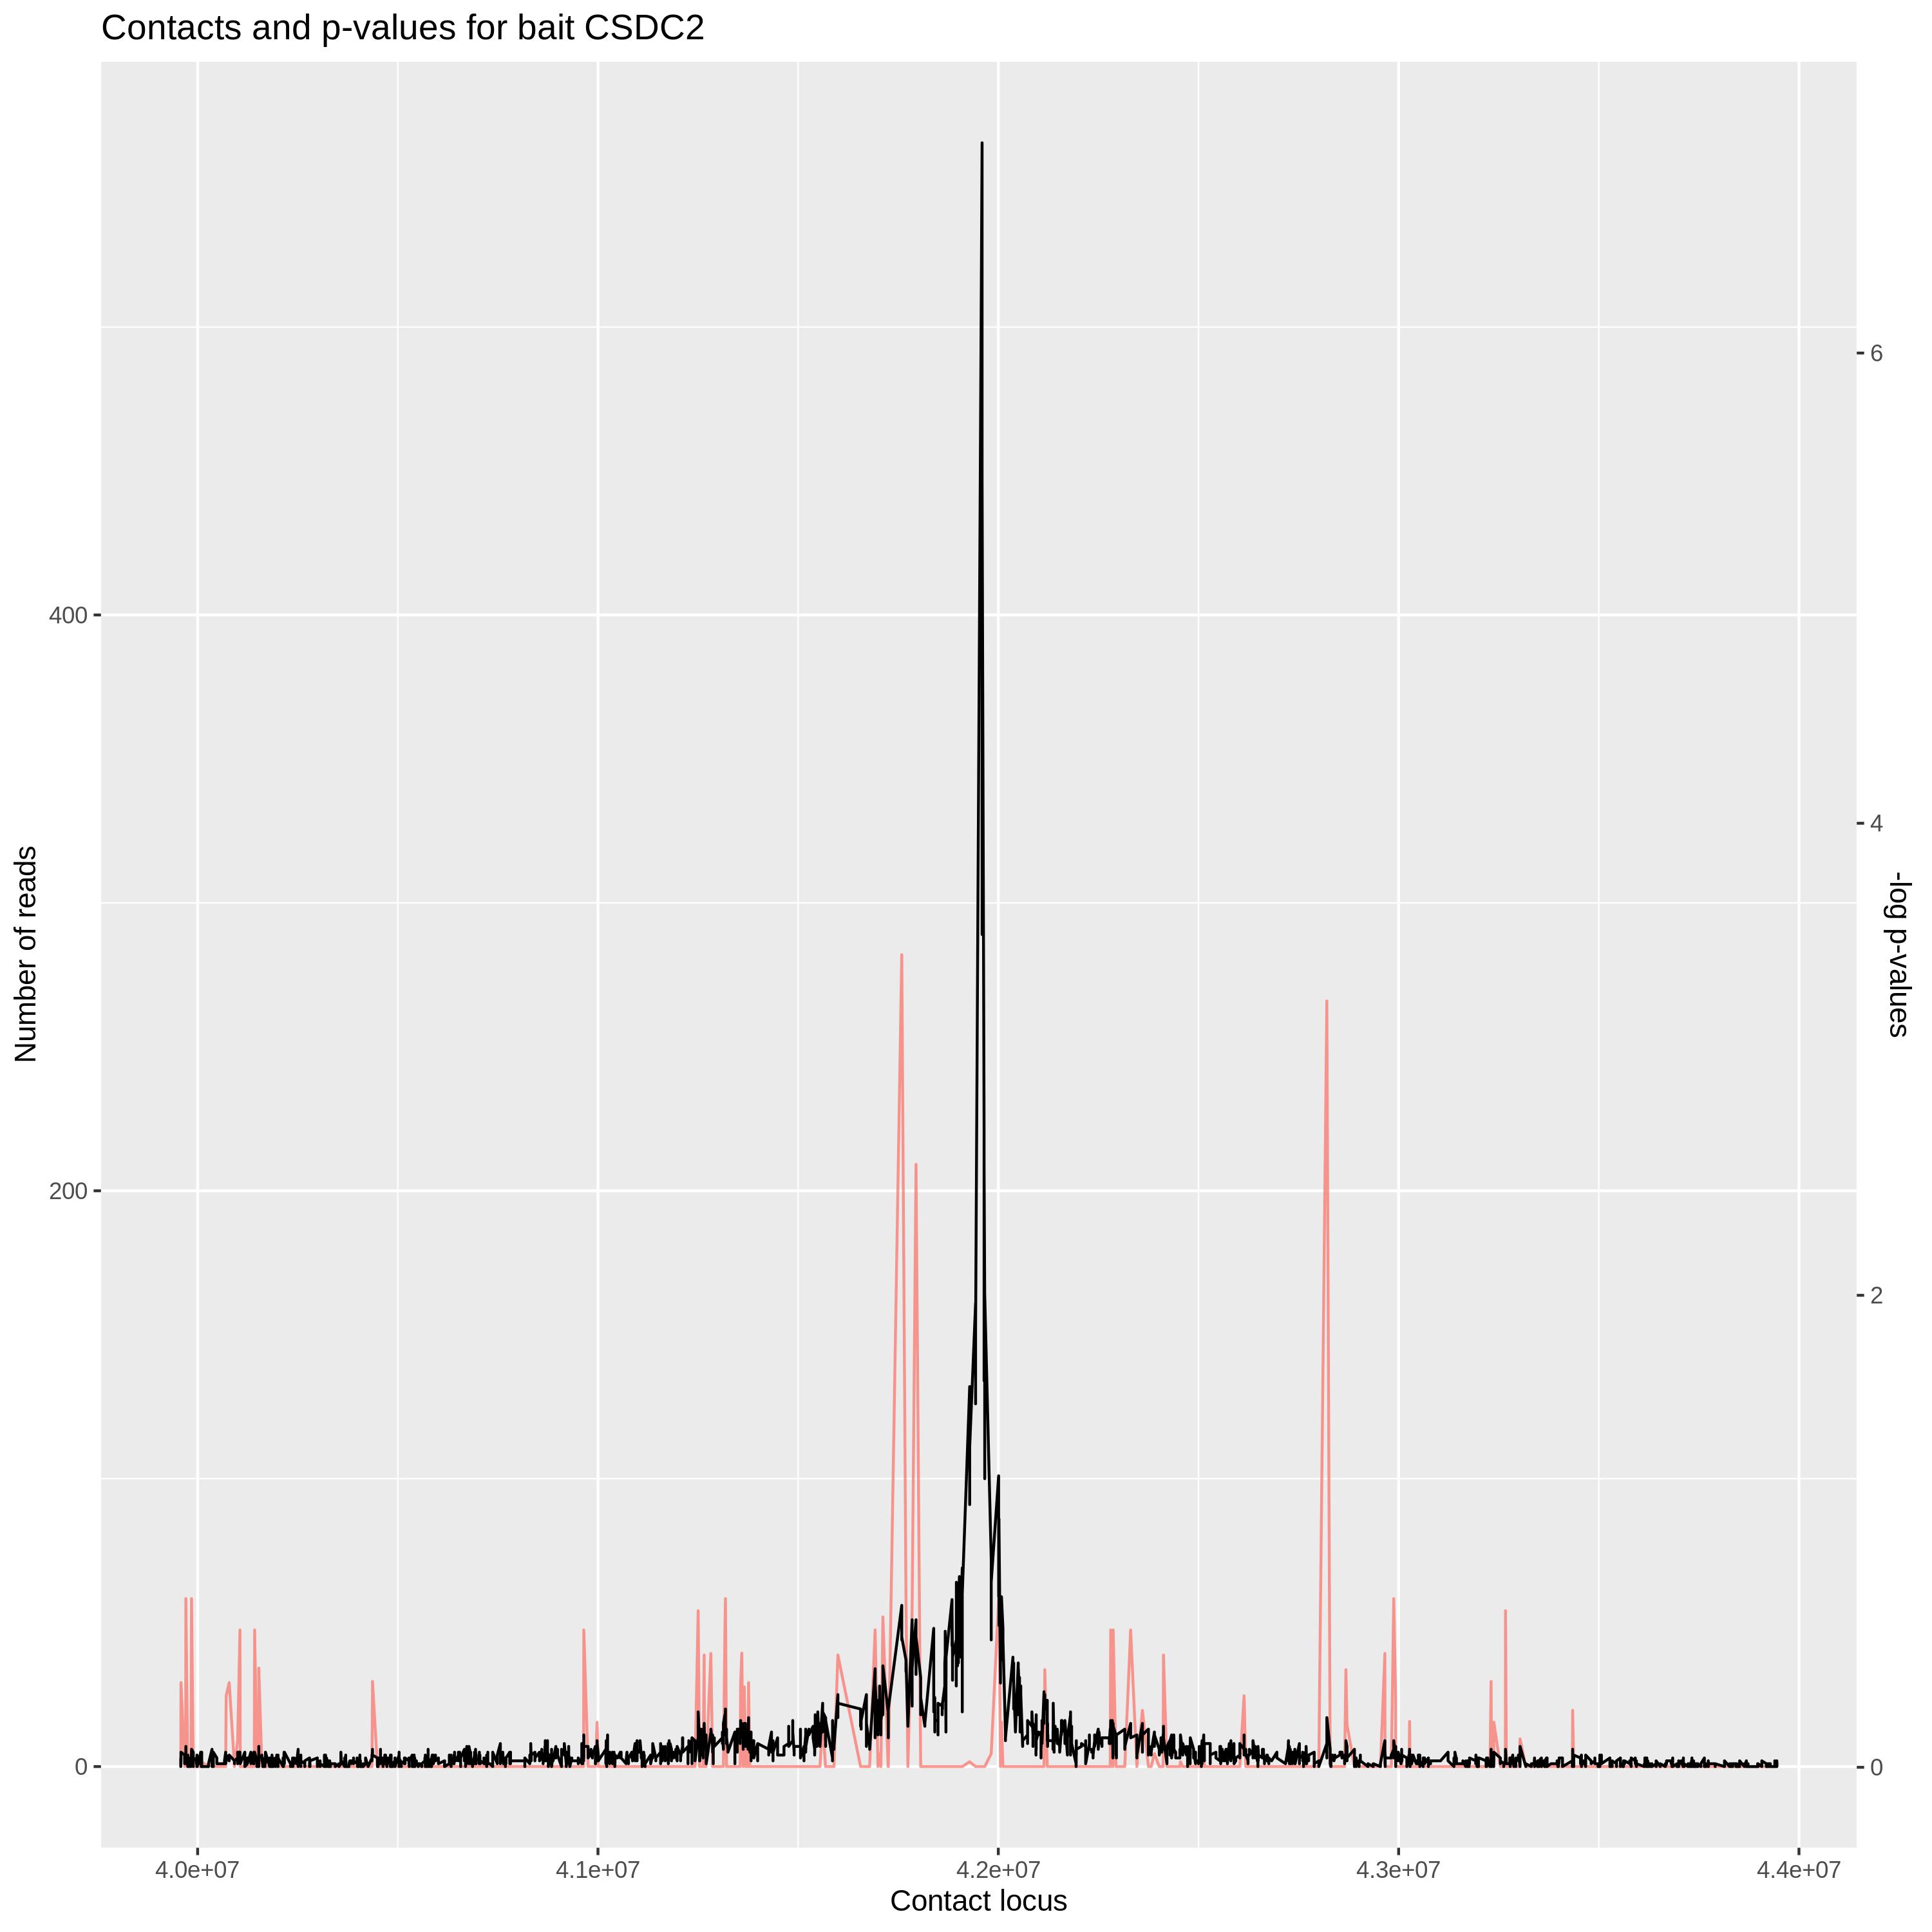 Contacts and p-values for bait CSDC2
Number of reads
400
200
0
6
4
2
0
-log p-values
4.0e+07 4.1e+07 4.2e+07 4.3e+07 4.4e+07
Contact locus